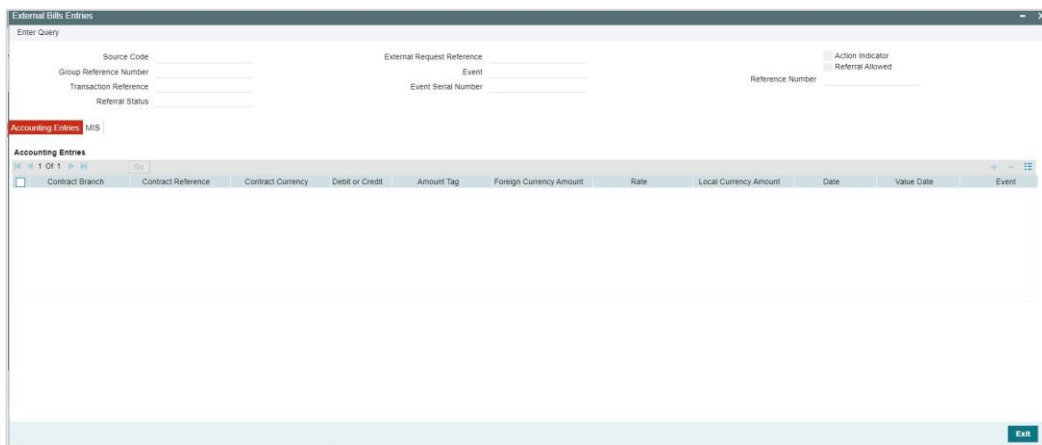 External Bills Entries
Enter Query
Source Code
Group Reference Number
Transaction Reference
Referral Status
External Request Reference
Event
Event Serial Number
Action Indicator
Referral Allowed
Reference Number
Accounting Entries MIS
Accounting Entries
1 Of 1 Go
Contract Branch Contract Reference Contract Currency Debit or Credit Amount Tag Foreign Currency Amount Rate Local Currency Amount Date Value Date Event
Exit